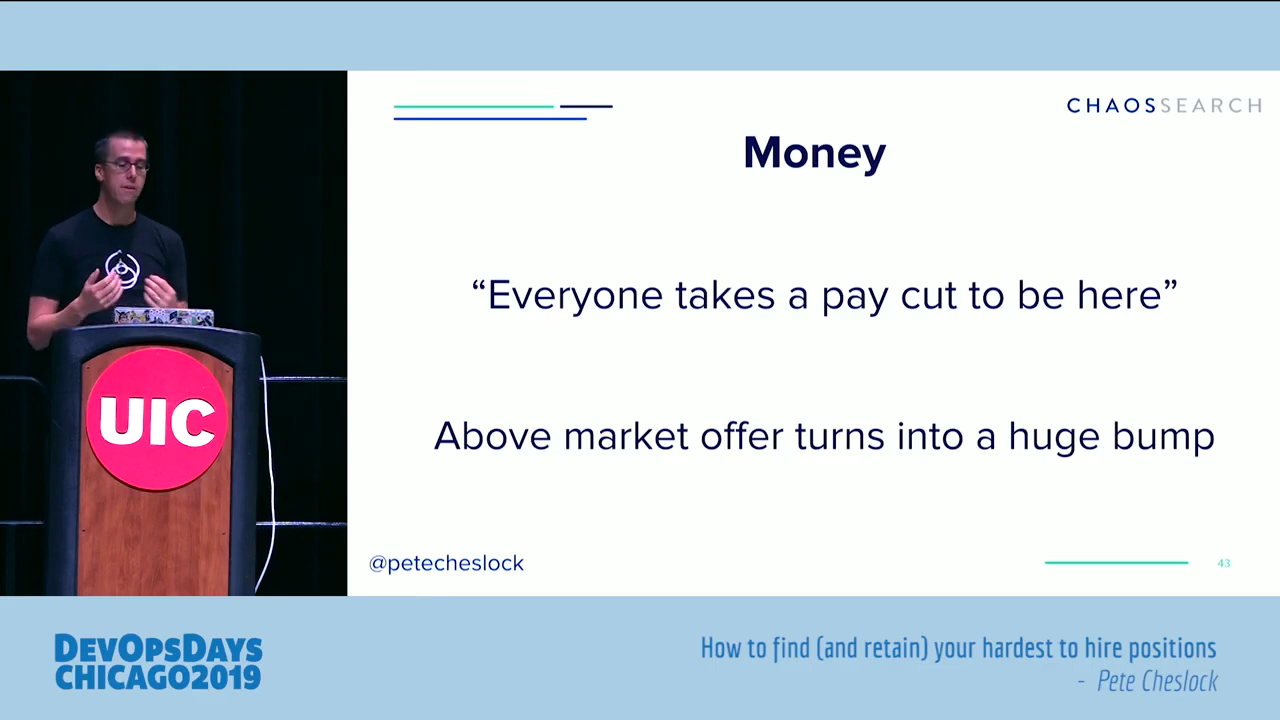 CHAOSSEARCH
Money
“Everyone takes a pay cut to be here”
Above market offer turns into a huge bump
@petecheslock
43
UIC
DEVOPSDAYS
CHICAGO2019
How to find (and retain) your hardest to hire positions
- Pete Cheslock